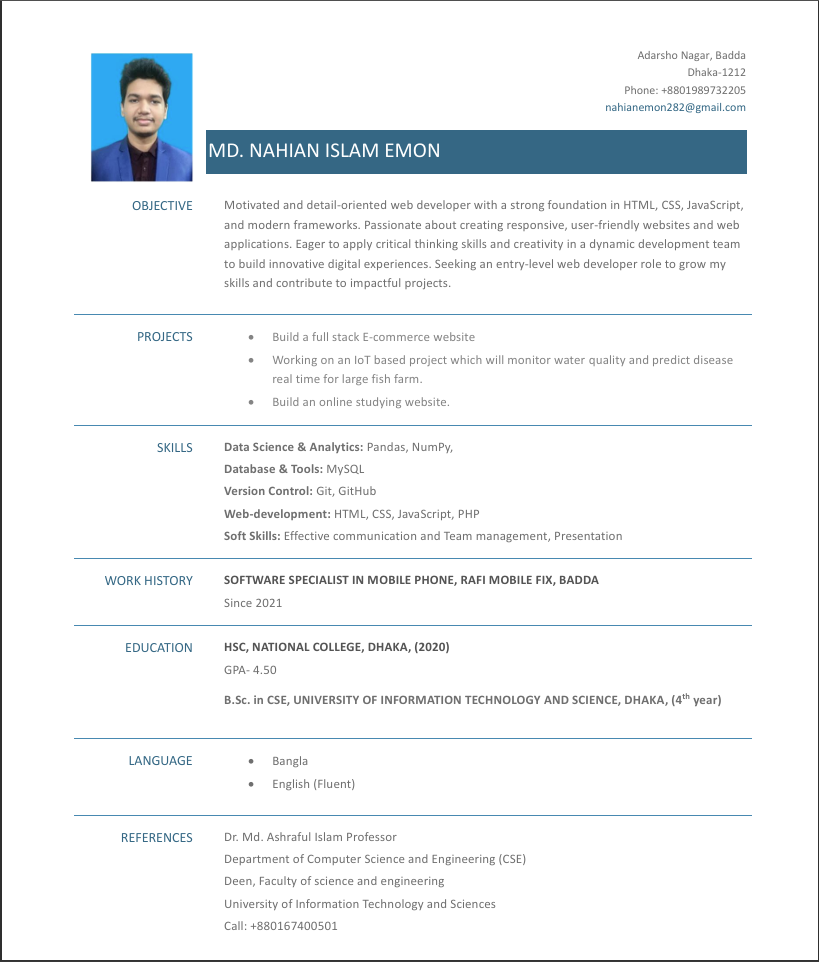 Adarsho Nagar, Badda
Dhaka-1212
Phone: +8801989732205
nahianemon282@gmail.com
MD. NAHIAN ISLAM EMON
OBJECTIVE
Motivated and detail-oriented web developer with a strong foundation in HTML, CSS, JavaScript,
and modern frameworks. Passionate about creating responsive, user-friendly websites and web
applications. Eager to apply critical thinking skills and creativity in a dynamic development team
to build innovative digital experiences. Seeking an entry-level web developer role to grow my
skills and contribute to impactful projects.
PROJECTS
• Build a full stack E-commerce website
• Working on an IoT based project which will monitor water quality and predict disease
real time for large fish farm.
• Build an online studying website.
SKILLS
Data Science & Analytics: Pandas, NumPy,
Database & Tools: MySQL
Version Control: Git, GitHub
Web-development: HTML, CSS, JavaScript, PHP
Soft Skills: Effective communication and Team management, Presentation
WORK HISTORY
SOFTWARE SPECIALIST IN MOBILE PHONE, RAFI MOBILE FIX, BADDA
Since 2021
EDUCATION
HSC, NATIONAL COLLEGE, DHAKA, (2020)
GPA- 4.50
B.Sc. in CSE, UNIVERSITY OF INFORMATION TECHNOLOGY AND SCIENCE, DHAKA, (4th year)
LANGUAGE
• Bangla
• English (Fluent)
REFERENCES
Dr. Md. Ashraful Islam Professor
Department of Computer Science and Engineering (CSE)
Deen, Faculty of science and engineering
University of Information Technology and Sciences
Call: +880167400501